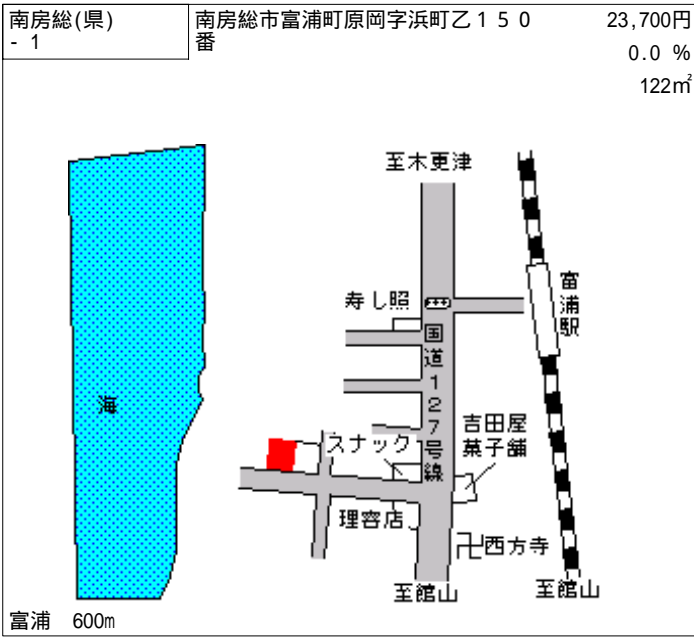 南房総(県)
- 1
南房総市富浦町原岡字浜町乙150
番
23,700円
0.0 %
122㎡
至木更津
寿し照
富浦駅
国道127号線
海
スナック
吉田屋
菓子舗
理容店
卍西方寺
至館山
至館山
富浦 600m